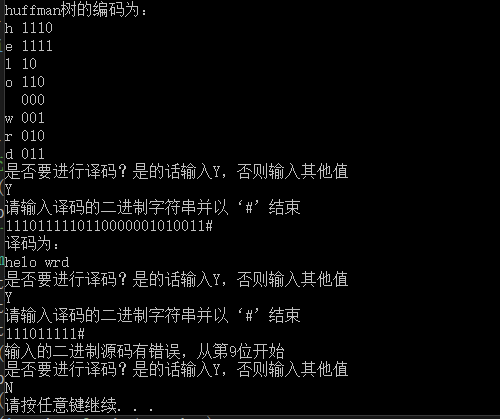 huffman树的编码为:
h 1110
e 1111
l 10
o 110
  000
w 001
r 010
d 011
是否要进行译码？是的话输入Y，否则输入其他值
Y
请输入译码的二进制字符串并以‘#’结束
1110111110110000001010011#
译码为:
helo wrd
是否要进行译码？是的话输入Y，否则输入其他值
Y
请输入译码的二进制字符串并以‘#’结束
111011111#
输入的二进制源码有错误，从第9位开始
是否要进行译码？是的话输入Y，否则输入其他值
N
请按任意键继续. . .